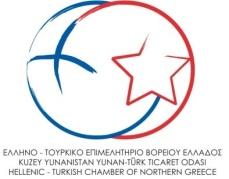 ΕΛΛΗΝΟ - ΤΟΥΡΚΙΚΟ ΕΠΙΜΕΛΗΤΗΡΙΟ ΒΟΡΕΙΟΥ ΕΛΛΑΔΟΣ
KUZEY YUNANISTAN YUNAN-TÜRK TICARET ODASI
HELLENIC - TURKISH CHAMBER OF NORTHERN GREECE